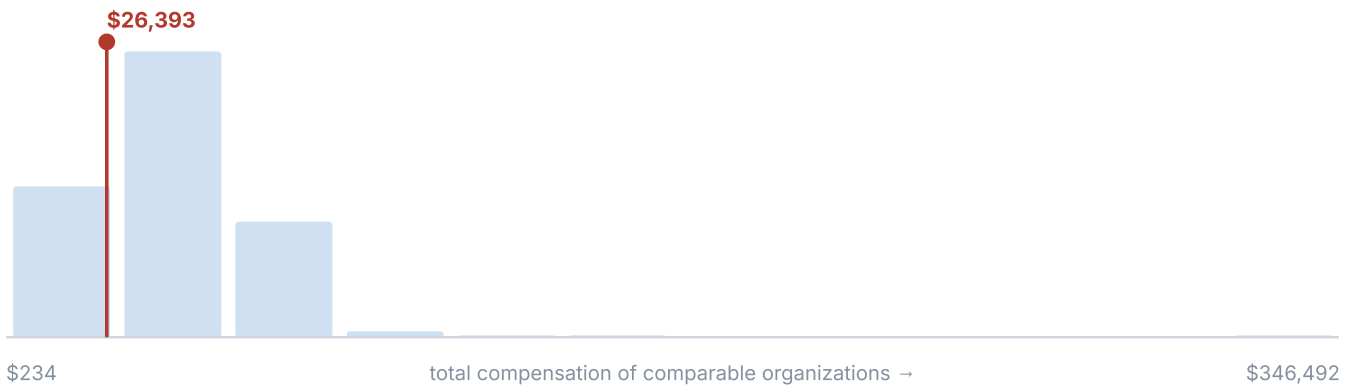 $26,393
$234
total compensation of comparable organizations →
$346,492